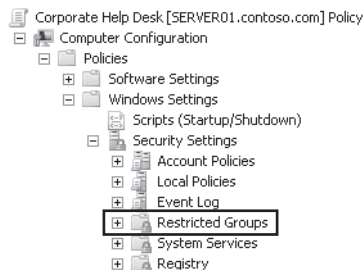 Corporate Help Desk [SERVER01.contoso.com] Policy
Computer Configuration
Policies
Software Settings
Windows Settings
Scripts (Startup/Shutdown)
Security Settings
Account Policies
Local Policies
Event Log
Restricted Groups
System Services
Registry